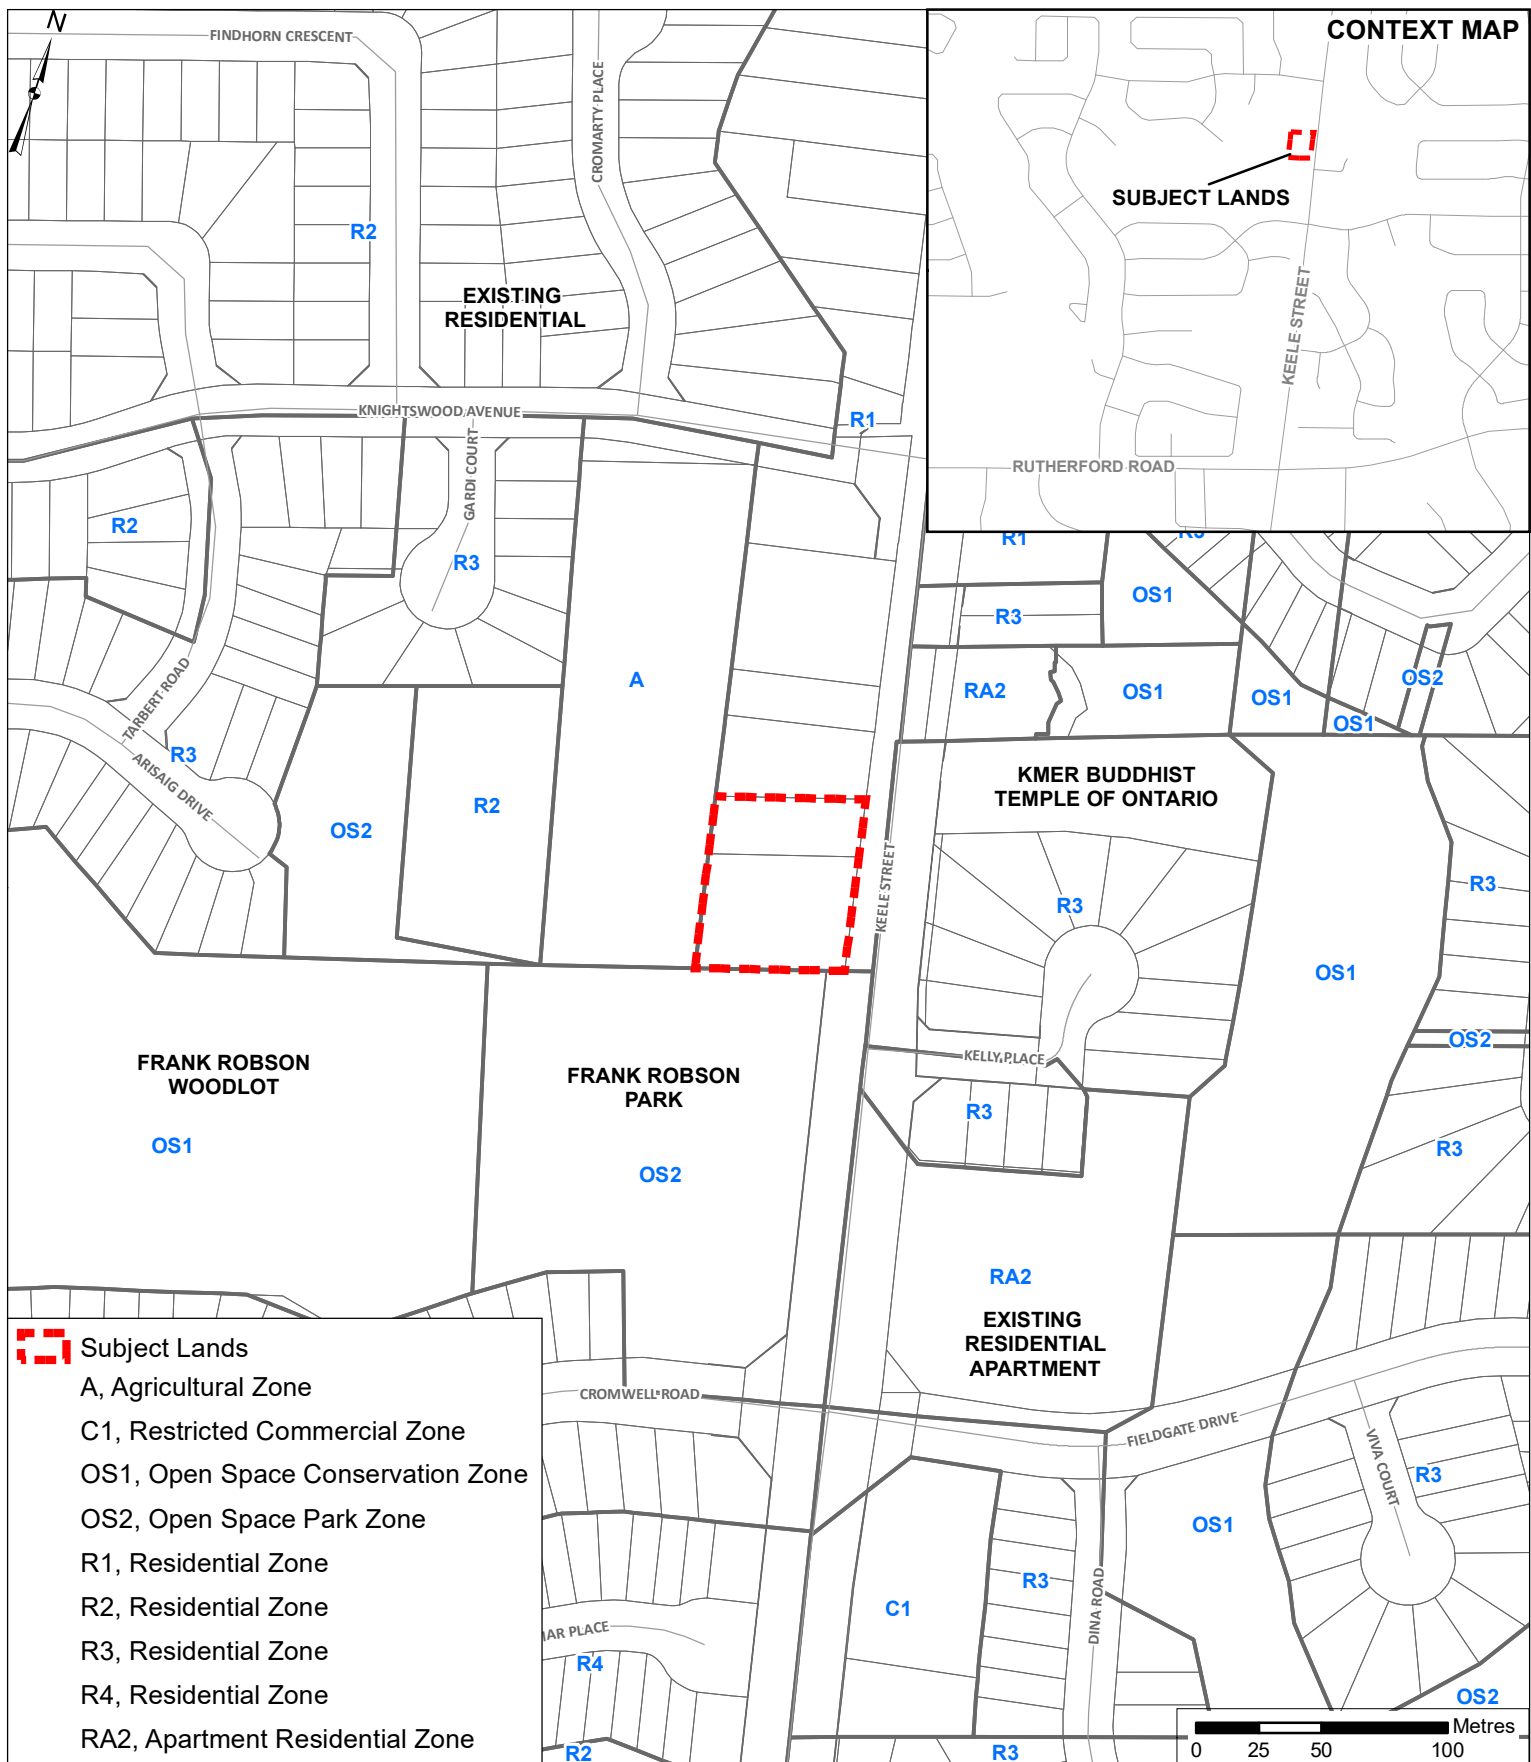 N
FINDHORN CRESCENT
CROMARTY PLACE
CONTEXT MAP
SUBJECT LANDS
KEELE STREET
RUTHERFORD ROAD
R2
EXISTING
RESIDENTIAL
KNIGHTSWOOD AVENUE
R1
GARDI COURT
R2
R3
R1
R3
OS1
R3
A
RA2
OS1
OS1
OS2
OS1
TARBERT ROAD
R3
ARISAIG DRIVE
OS2
R2
KMER BUDDHIST
TEMPLE OF ONTARIO
KEELE STREET
R3
R3
OS1
OS2
KELLY PLACE
FRANK ROBSON
WOODLOT
OS1
FRANK ROBSON
PARK
OS2
R3
R3
RA2
EXISTING
RESIDENTIAL
APARTMENT
CROMWELL ROAD
FIELDGATE DRIVE
VIVA COURT
R3
OS1
C1
R3
DINA ROAD
AR PLACE
R4
R2
R3
OS2
Subject Lands
A, Agricultural Zone
C1, Restricted Commercial Zone
OS1, Open Space Conservation Zone
OS2, Open Space Park Zone
R1, Residential Zone
R2, Residential Zone
R3, Residential Zone
R4, Residential Zone
RA2, Apartment Residential Zone
Metres
0 25 50 100